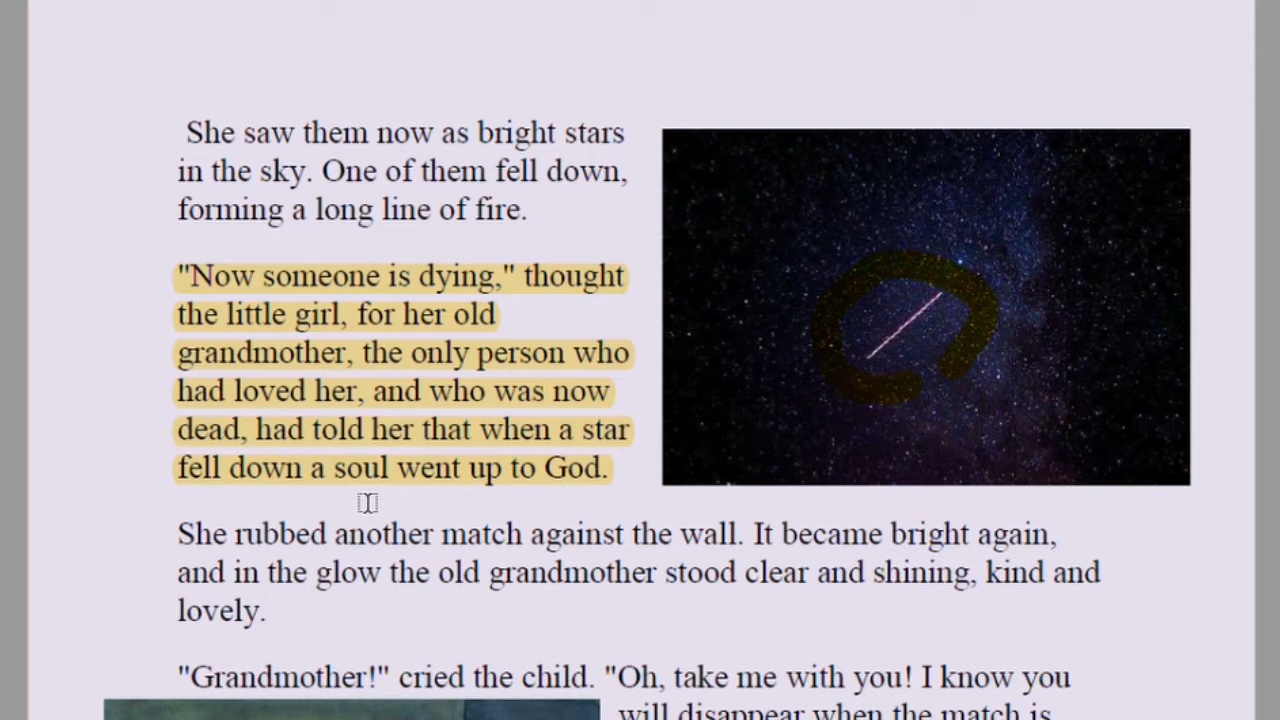 She saw them now as bright stars
in the sky. One of them fell down,
forming a long line of fire.
"Now someone is dying," thought
the little girl, for her old
grandmother, the only person who
had loved her, and who was now
dead, had told her that when a star
fell down a soul went up to God.
She rubbed another match against the wall. It became bright again,
and in the glow the old grandmother stood clear and shining, kind and
lovely.
"Grandmother!" cried the child. "Oh, take me with you! I know you
will disappear when the match is